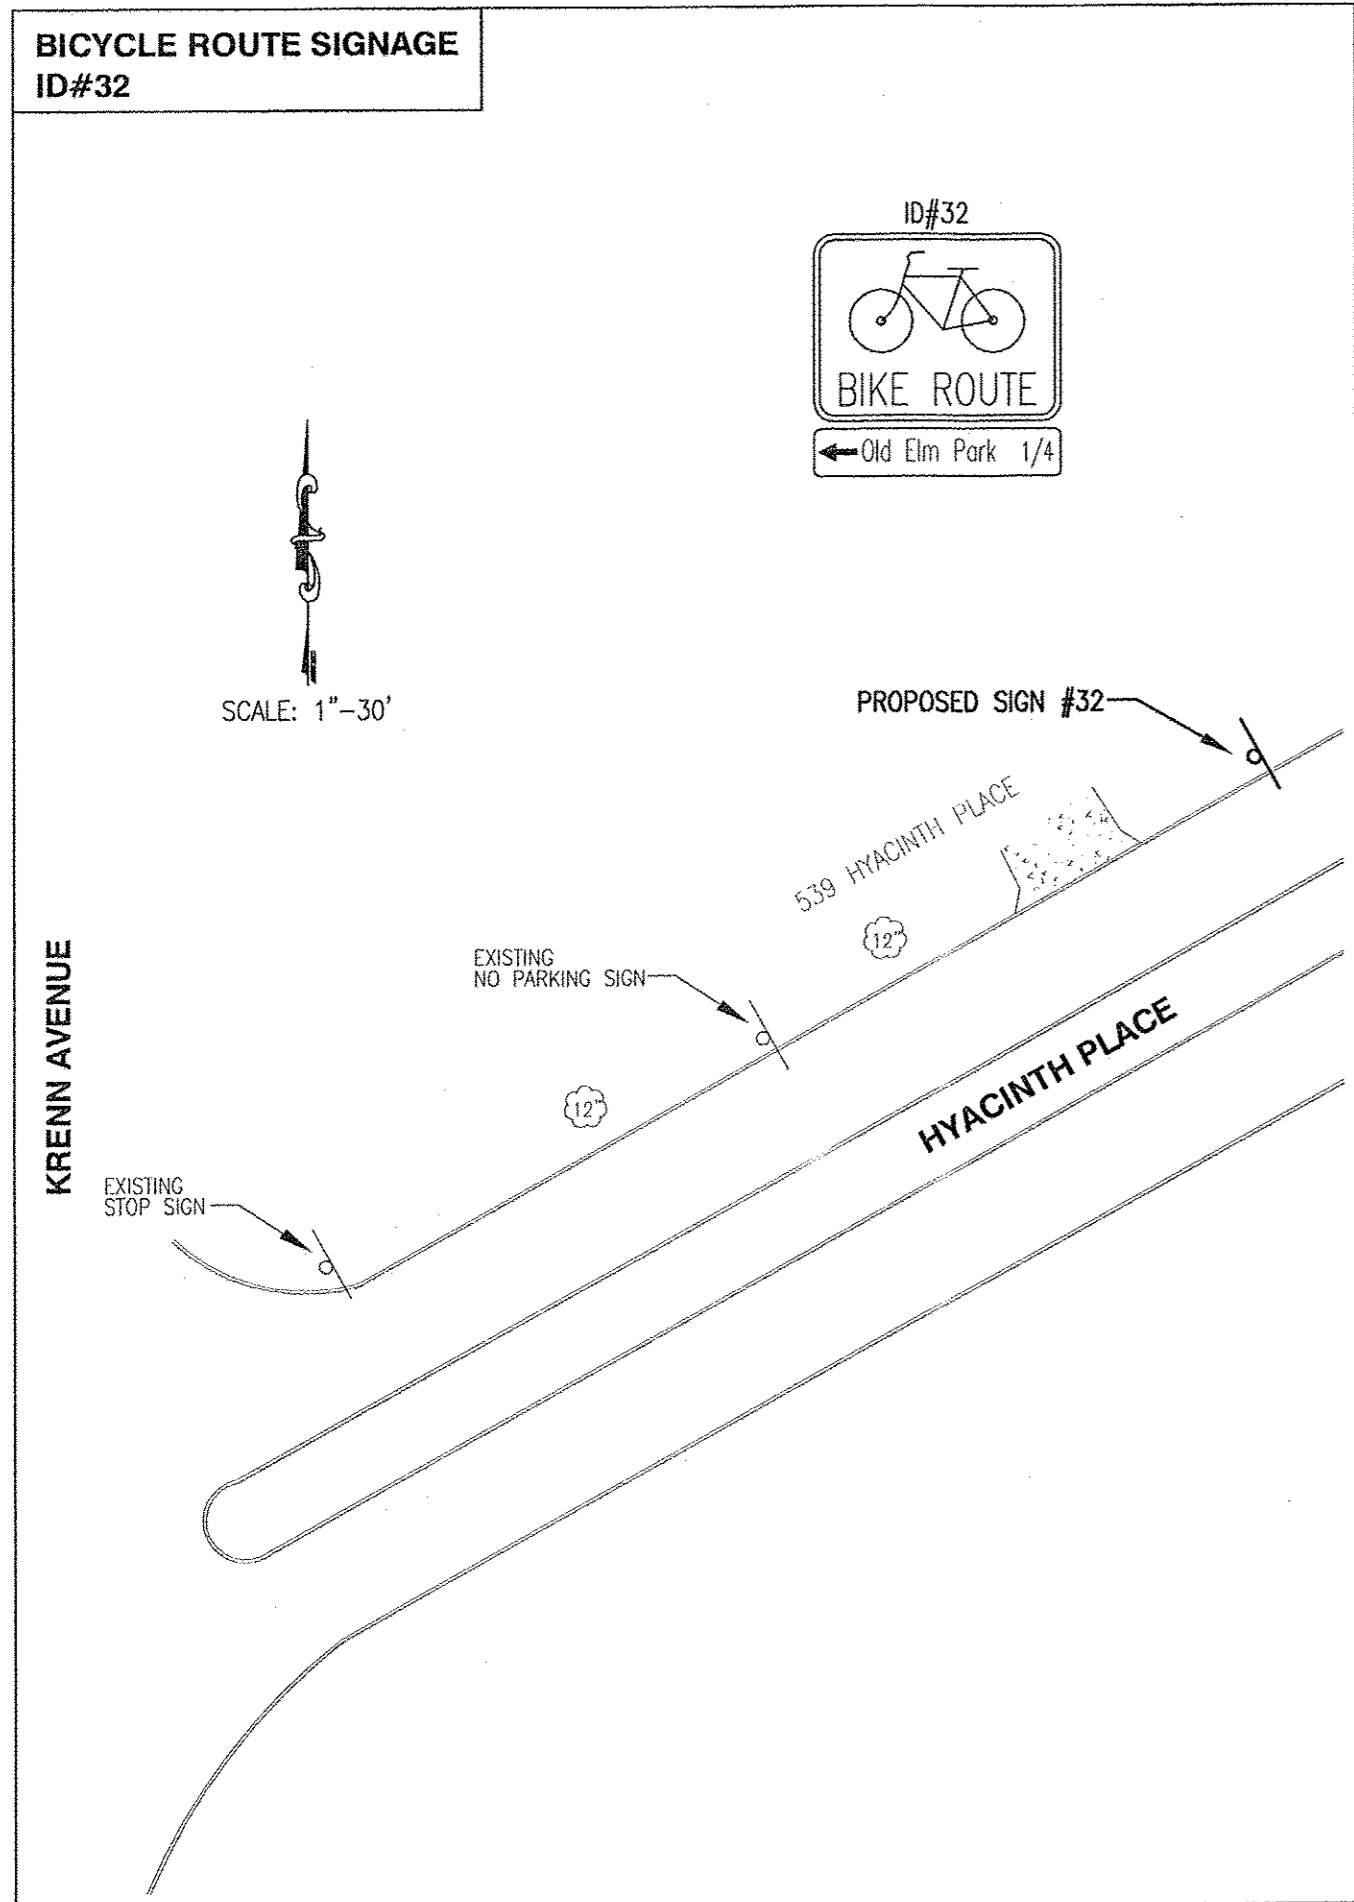 BICYCLE ROUTE SIGNAGE
ID#32
ID#32
BIKE ROUTE
Old Elm Park 1/4
SCALE: 1"-30'
PROPOSED SIGN #32
539 HYACINTH PLACE
12"
EXISTING
NO PARKING SIGN
HYACINTH PLACE
KRENN AVENUE
12"
EXISTING
STOP SIGN